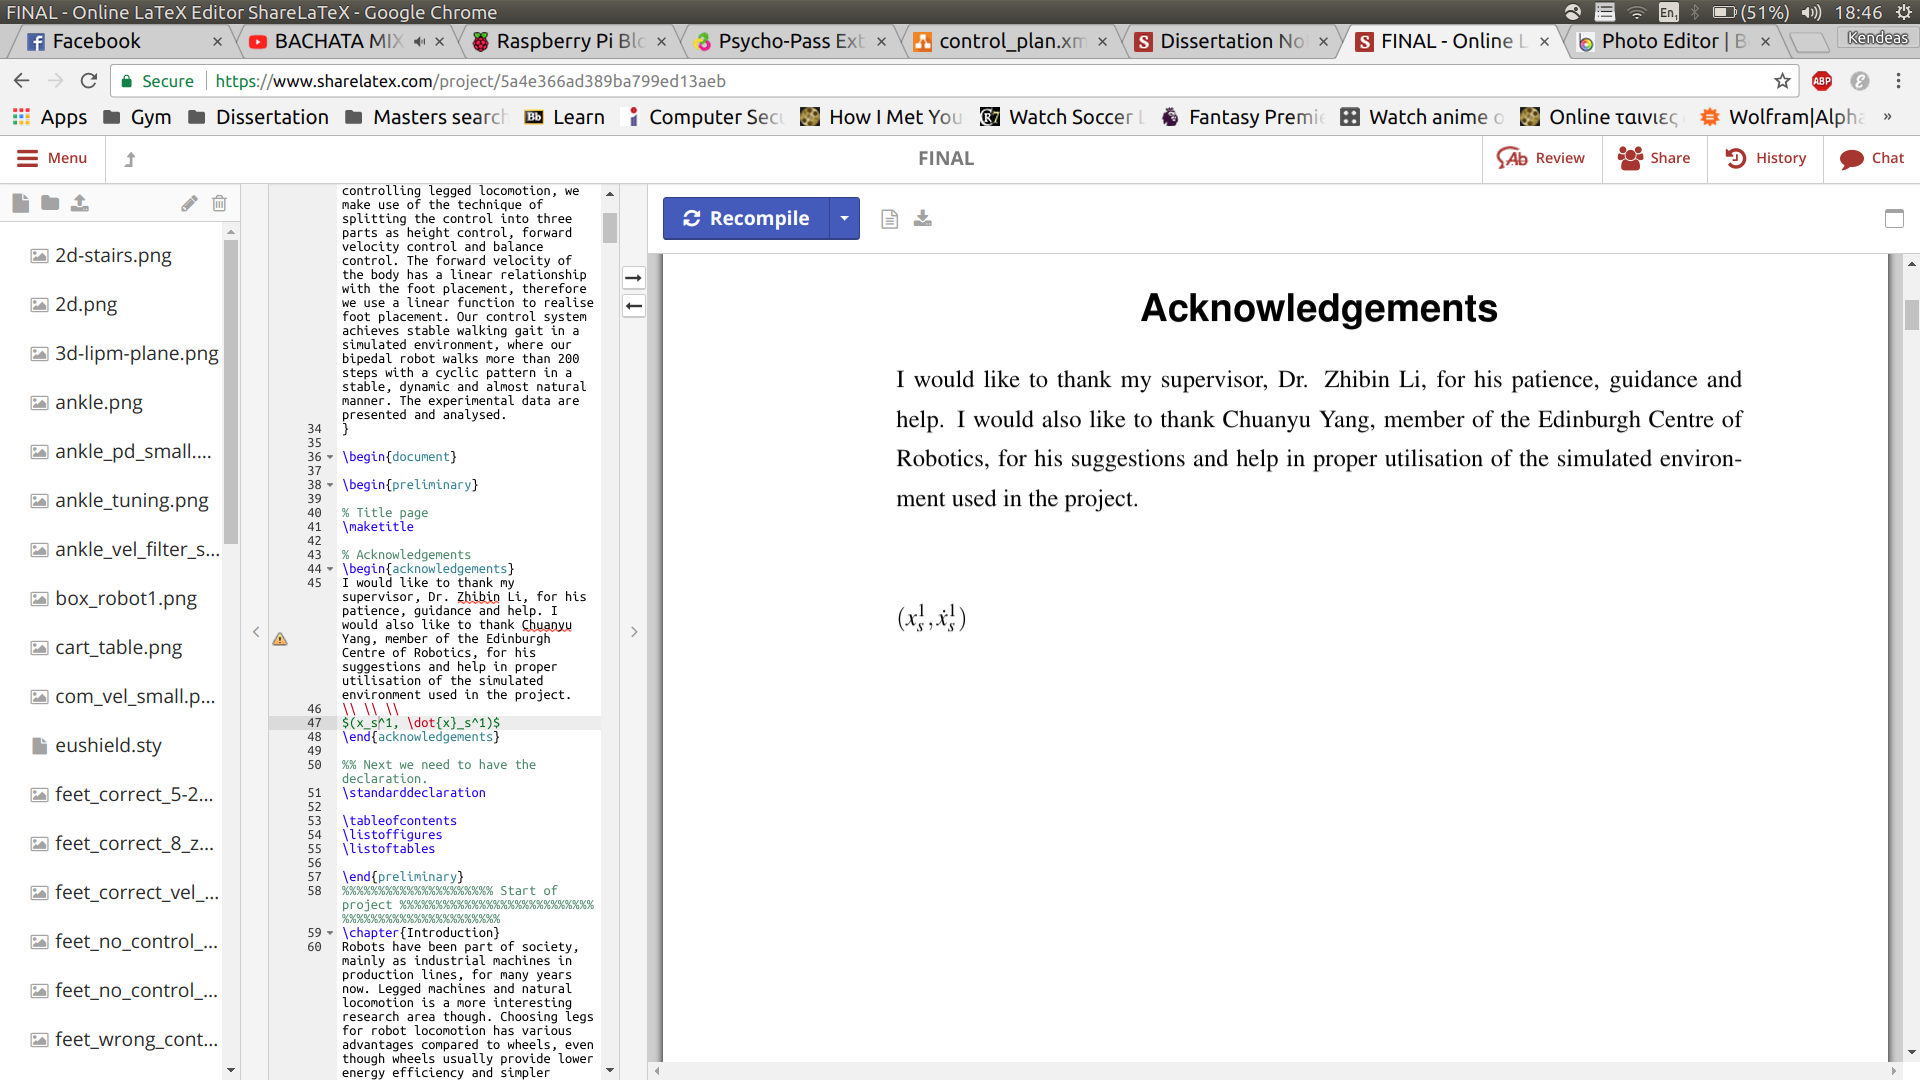 FINAL - Online LaTeX Editor ShareLaTeX - Google Chrome
En1 (51%) 18:46
Facebook × BACHATA MIX × Raspberry Pi Blo × Psycho-Pass Ext × control_plan.xm × Dissertation No × FINAL - Online L × Photo Editor | B × Kendeas
Secure https://www.sharelatex.com/project/5a4e366ad389ba799ed13aeb ABP
Apps Gym Dissertation Masters search Learn Computer Sec How I Met You Watch Soccer L Fantasy Premie Watch anime o Online ταινιες Wolfram|Alpha »
Menu FINAL Review Share History Chat
2d-stairs.png
2d.png
3d-lipm-plane.png
ankle.png
ankle_pd_small....
ankle_tuning.png
ankle_vel_filter_s...
box_robot1.png
cart_table.png
com_vel_small.p...
eushield.sty
feet_correct_5-2...
feet_correct_8_z...
feet_correct_vel_...
feet_no_control_...
feet_no_control_...
feet_wrong_cont...
controlling legged locomotion, we
make use of the technique of
splitting the control into three
parts as height control, forward
velocity control and balance
control. The forward velocity of
the body has a linear relationship
with the foot placement, therefore
we use a linear function to realise
foot placement. Our control system
achieves stable walking gait in a
simulated environment, where our
bipedal robot walks more than 200
steps with a cyclic pattern in a
stable, dynamic and almost natural
manner. The experimental data are
presented and analysed.
34 }
35
36 \begin{document}
37
38 \begin{preliminary}
39
40 % Title page
41 \maketitle
42
43 % Acknowledgements
44 \begin{acknowledgements}
45 I would like to thank my
supervisor, Dr. Zhibin Li, for his
patience, guidance and help. I
would also like to thank Chuanyu
Yang, member of the Edinburgh
Centre of Robotics, for his
suggestions and help in proper
utilisation of the simulated
environment used in the project.
46 \\ \\ \\
47 $(x_s^1, \dot{x}_s^1)$
48 \end{acknowledgements}
49
50 %% Next we need to have the
declaration.
51 \standarddeclaration
52
53 \tableofcontents
54 \listoffigures
55 \listoftables
56
57 \end{preliminary}
58 %%%%%%%%%%%%%%%%%%%%% Start of
project %%%%%%%%%%%%%%%%%%%%%%%%%%%
%%%%%%%%%%%%%%%%%%%%%%
59 \chapter{Introduction}
60 Robots have been part of society,
mainly as industrial machines in
production lines, for many years
now. Legged machines and natural
locomotion is a more interesting
research area though. Choosing legs
for robot locomotion has various
advantages compared to wheels, even
though wheels usually provide lower
energy efficiency and simpler
Recompile
Acknowledgements
I would like to thank my supervisor, Dr. Zhibin Li, for his patience, guidance and
help. I would also like to thank Chuanyu Yang, member of the Edinburgh Centre of
Robotics, for his suggestions and help in proper utilisation of the simulated environ-
ment used in the project.
(x_s^1, ẋ_s^1)